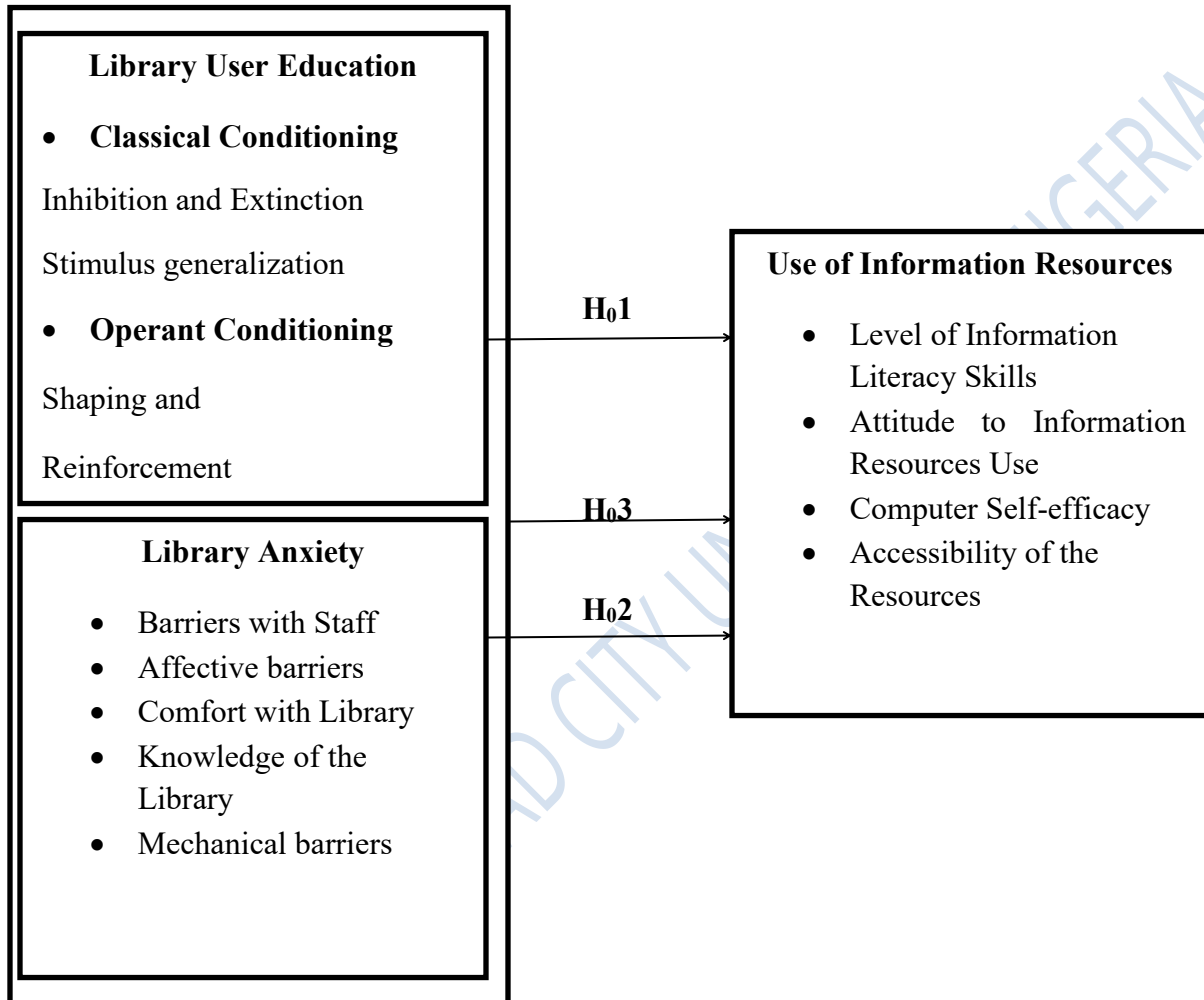 Library User Education
• Classical Conditioning
Inhibition and Extinction
Stimulus generalization
• Operant Conditioning
Shaping and
Reinforcement
Library Anxiety
• Barriers with Staff
• Affective barriers
• Comfort with Library
• Knowledge of the
Library
• Mechanical barriers
H₀1
H₀3
H₀2
Use of Information Resources
• Level of Information
Literacy Skills
• Attitude to Information
Resources Use
• Computer Self-efficacy
• Accessibility of the
Resources
CITY